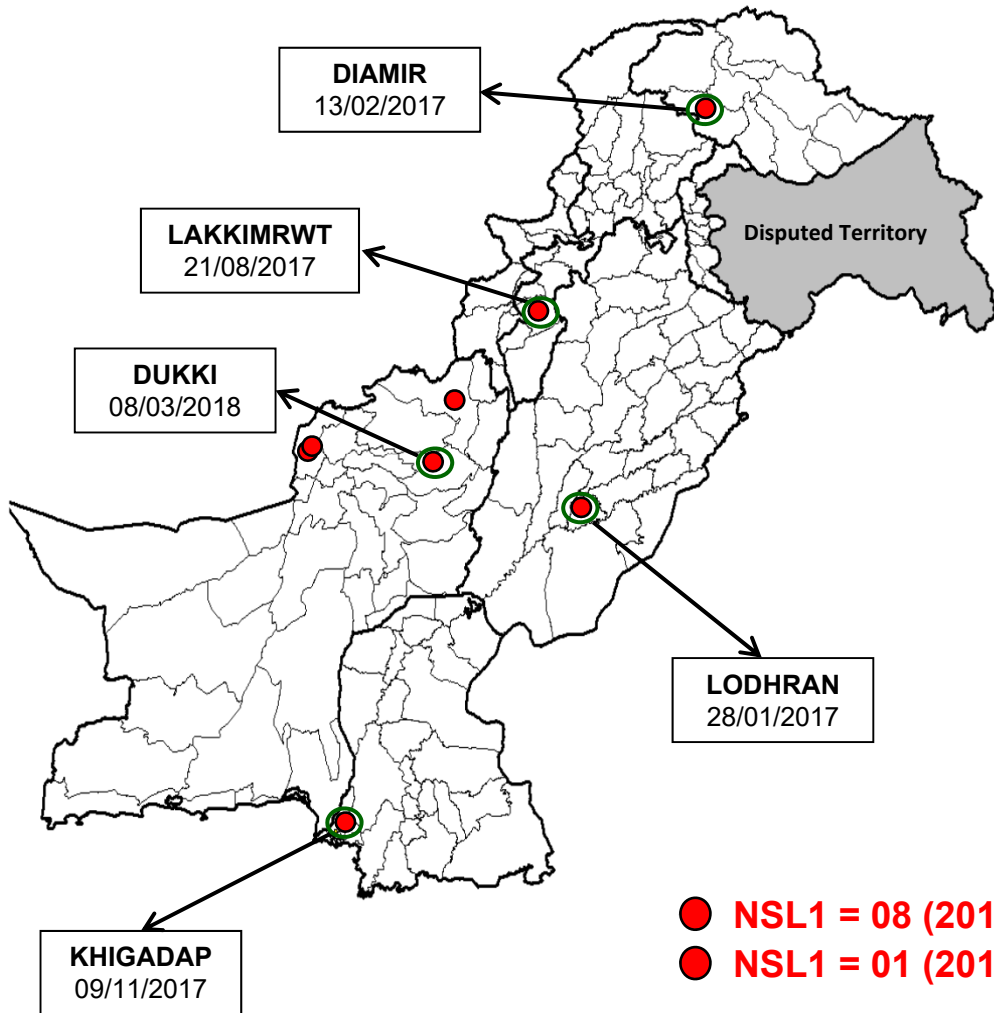 DIAMIR
13/02/2017
Disputed Territory
LAKKIMRWT
21/08/2017
DUKKI
08/03/2018
LODHRAN
28/01/2017
KHIGADAP
09/11/2017
NSL1 = 08 (201
NSL1 = 01 (201